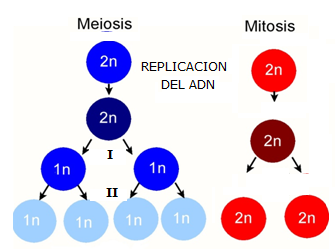 Meiosis
Mitosis
2n
REPLICACION
DEL ADN
2n
2n
2n
I
1n
1n
II
1n
1n
1n
1n
2n
2n